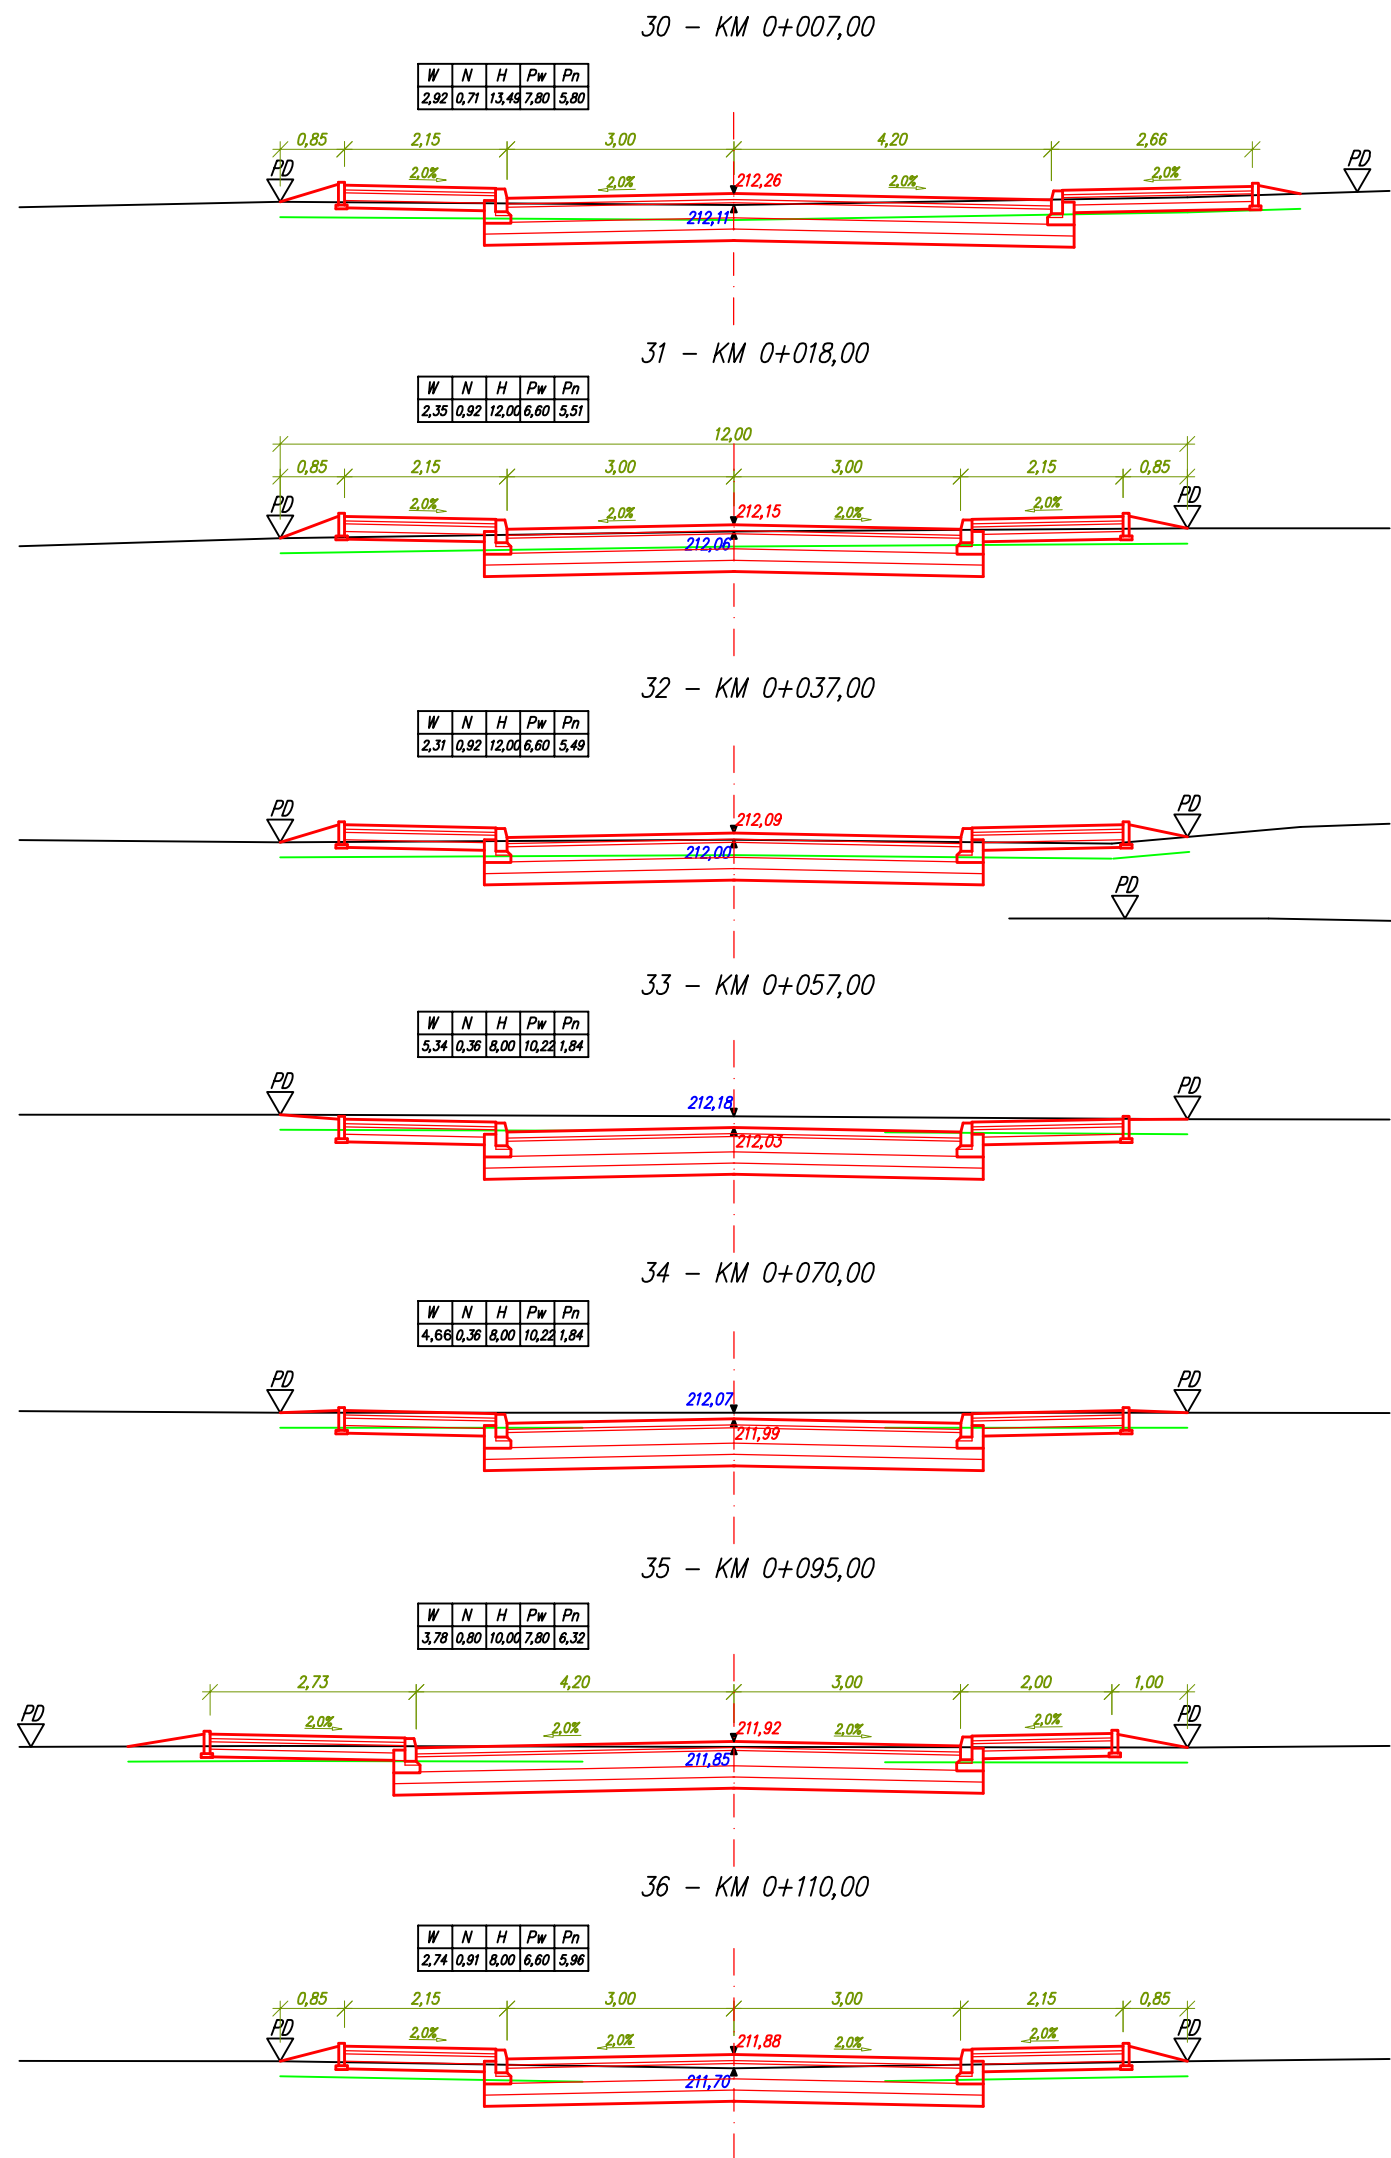 30 - KM 0+007,00
W N H Pw Pn
2,92 0,71 13,49 7,80 5,80
0,85 2,15 3,00 4,20 2,66
PD PD
2,0% 2,0% 212,26 2,0% 2,0%
212,11
31 - KM 0+018,00
W N H Pw Pn
2,35 0,92 12,00 6,60 5,51
12,00
0,85 2,15 3,00 3,00 2,15 0,85
PD 2,0% 2,0% 212,15 2,0% 2,0% PD
212,06
32 - KM 0+037,00
W N H Pw Pn
2,31 0,92 12,00 6,60 5,49
PD 212,09 PD
212,00
PD
33 - KM 0+057,00
W N H Pw Pn
5,34 0,36 8,00 10,22 1,84
PD PD
212,18
212,03
34 - KM 0+070,00
W N H Pw Pn
4,66 0,36 8,00 10,22 1,84
PD PD
212,07
211,99
35 - KM 0+095,00
W N H Pw Pn
3,78 0,80 10,00 7,80 6,32
2,73 4,20 3,00 2,00 1,00
PD PD
2,0% 2,0% 211,92 2,0% 2,0%
211,85
36 - KM 0+110,00
W N H Pw Pn
2,74 0,91 8,00 6,60 5,96
0,85 2,15 3,00 3,00 2,15 0,85
PD 2,0% 2,0% 211,88 2,0% 2,0% PD
211,70